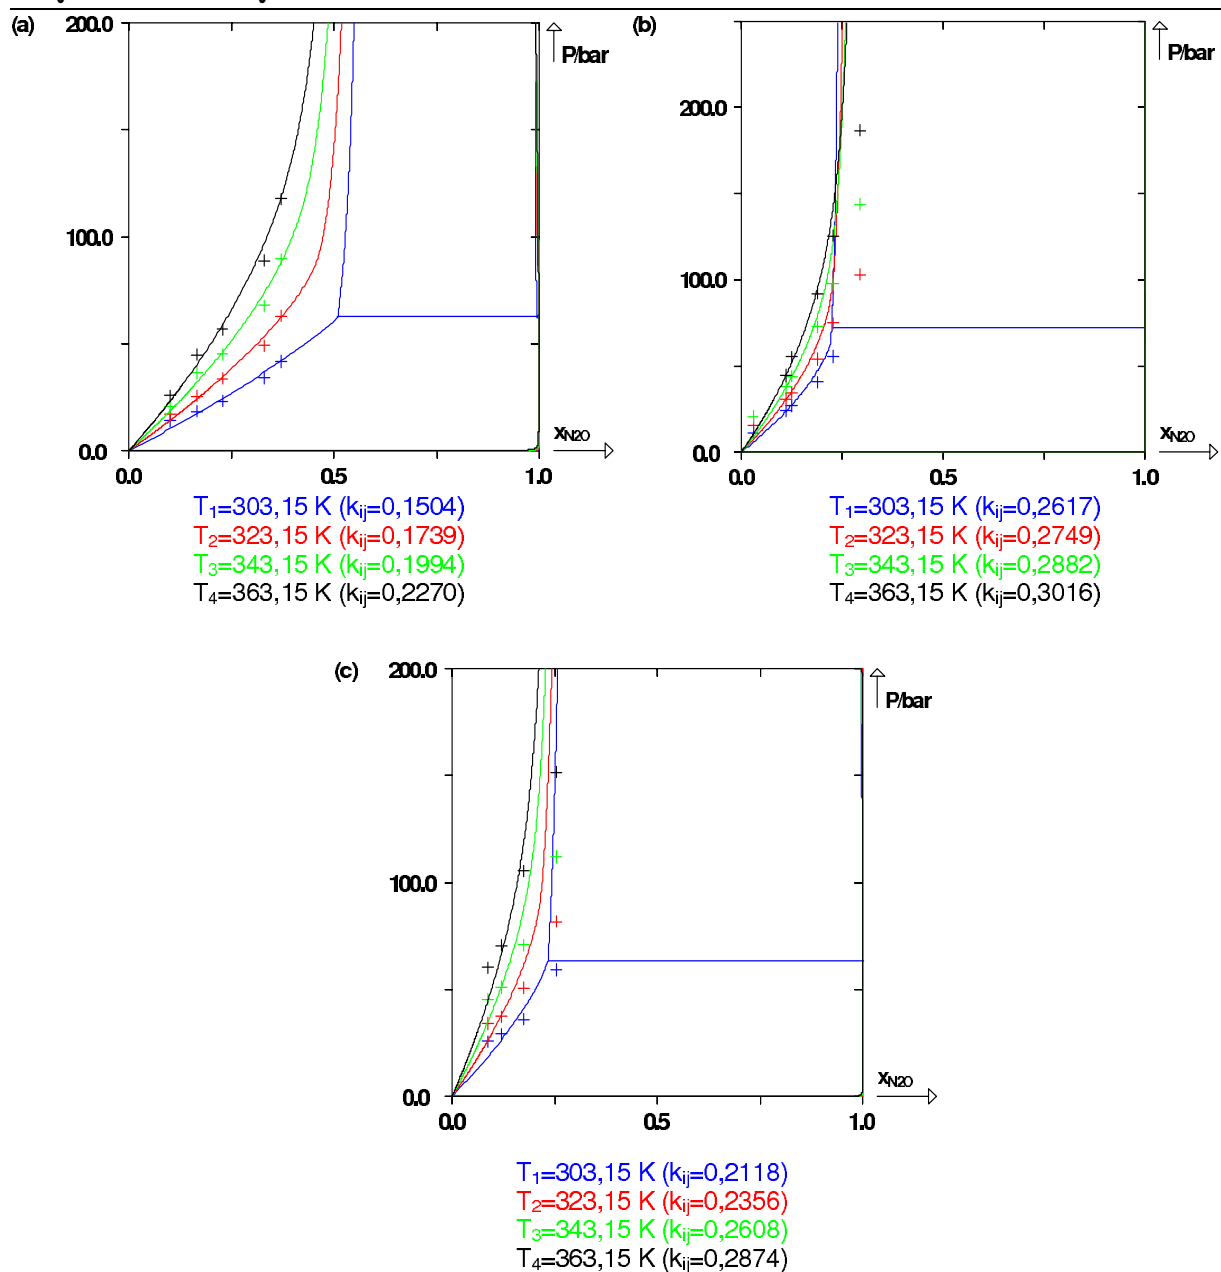 (a)
200.0
P/bar
100.0
0.0
xN2O
0.0 0.5 1.0
T1=303,15 K (kij=0,1504)
T2=323,15 K (kij=0,1739)
T3=343,15 K (kij=0,1994)
T4=363,15 K (kij=0,2270)
(b)
P/bar
200.0
100.0
0.0
xN2O
0.0 0.5 1.0
T1=303,15 K (kij=0,2617)
T2=323,15 K (kij=0,2749)
T3=343,15 K (kij=0,2882)
T4=363,15 K (kij=0,3016)
(c)
200.0
P/bar
100.0
0.0
xN2O
0.0 0.5 1.0
T1=303,15 K (kij=0,2118)
T2=323,15 K (kij=0,2356)
T3=343,15 K (kij=0,2608)
T4=363,15 K (kij=0,2874)